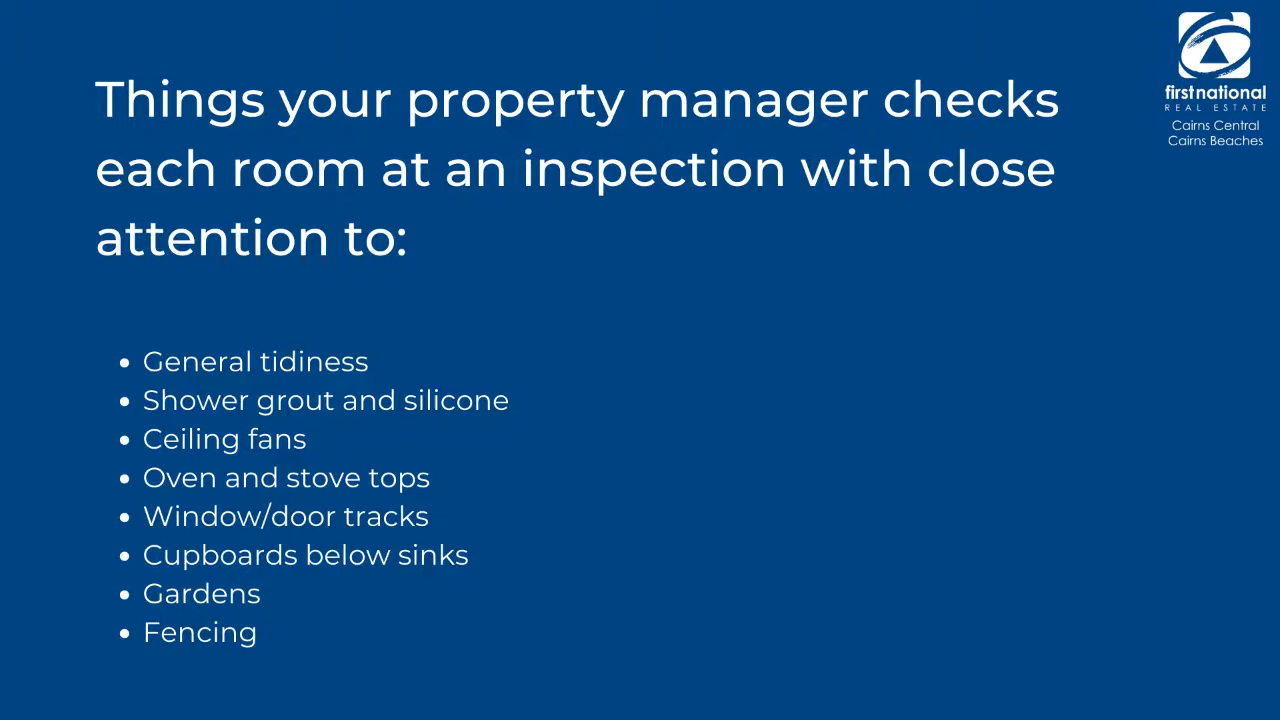 Things your property manager checks
each room at an inspection with close
attention to:
• General tidiness
• Shower grout and silicone
• Ceiling fans
• Oven and stove tops
• Window/door tracks
• Cupboards below sinks
• Gardens
• Fencing
firstnational
REAL ESTATE
Cairns Central
Cairns Beaches